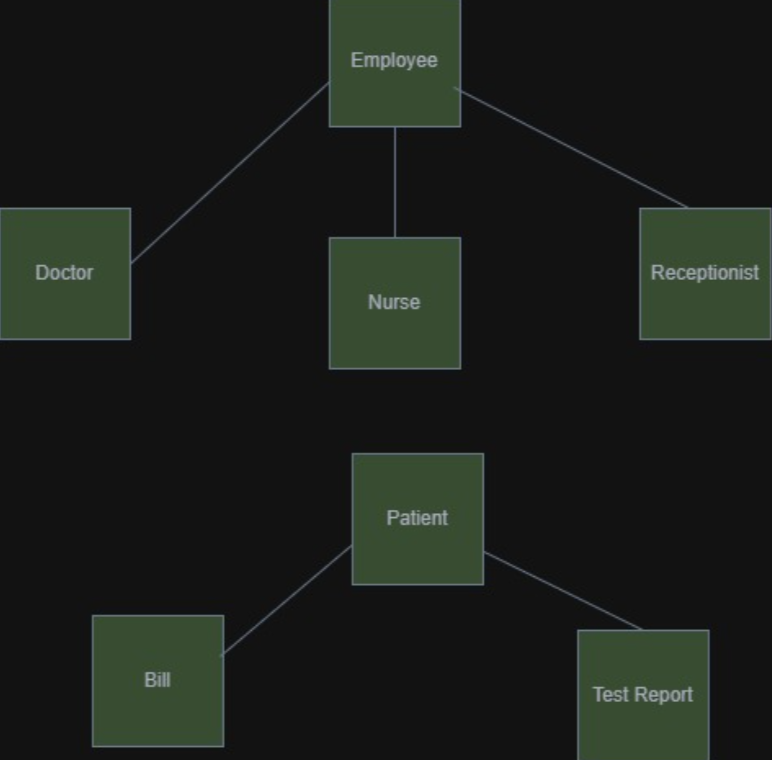 Employee
Doctor
Nurse
Receptionist
Patient
Bill
Test Report